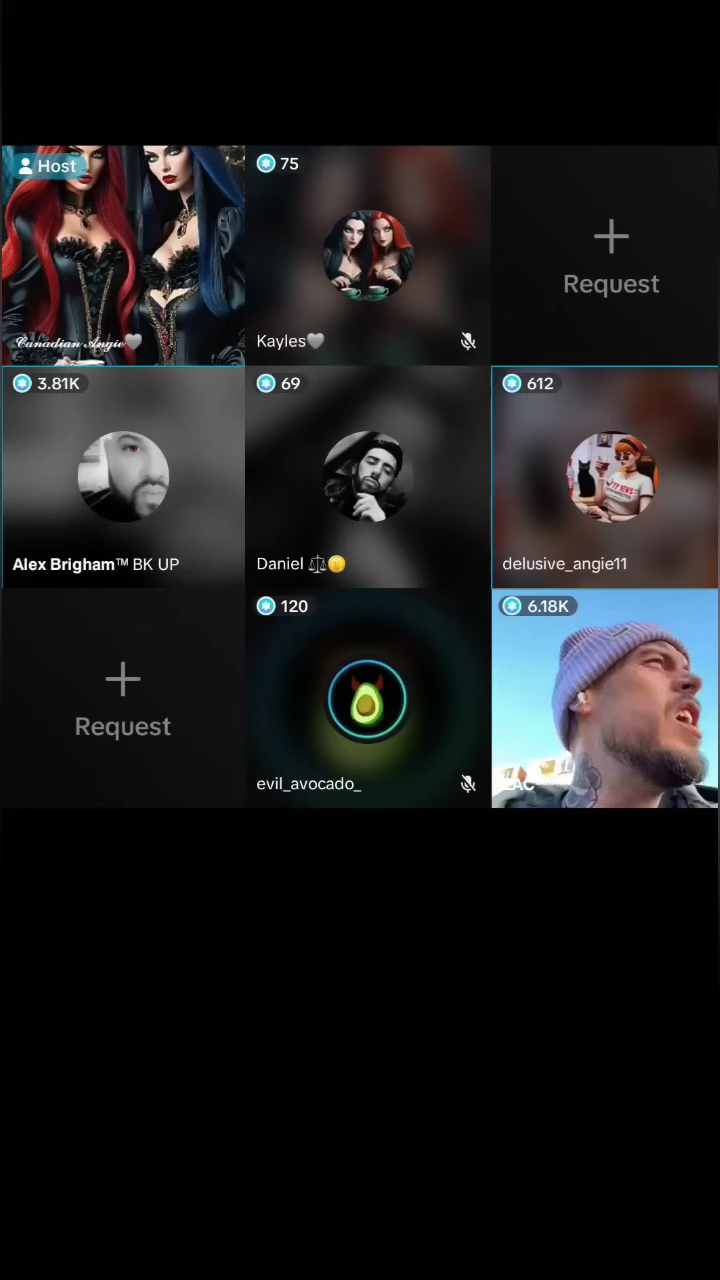 Host
75
Request
Canadian Angie🩶
Kayles🩶
3.81K
69
612
Alex Brigham™ BK UP
Daniel ⚖️🪙
delusive_angie11
120
6.18K
Request
evil_avocado_